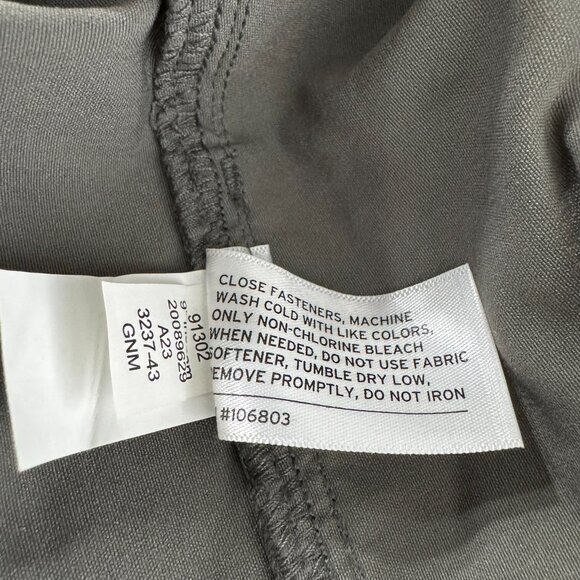 CLOSE FASTENERS, MACHINE
WASH COLD WITH LIKE COLORS,
ONLY NON-CHLORINE BLEACH
WHEN NEEDED, DO NOT USE FABRIC
SOFTENER, TUMBLE DRY LOW,
REMOVE PROMPTLY, DO NOT IRON
#106803
91302
20089629
A23
3237-43
GNM